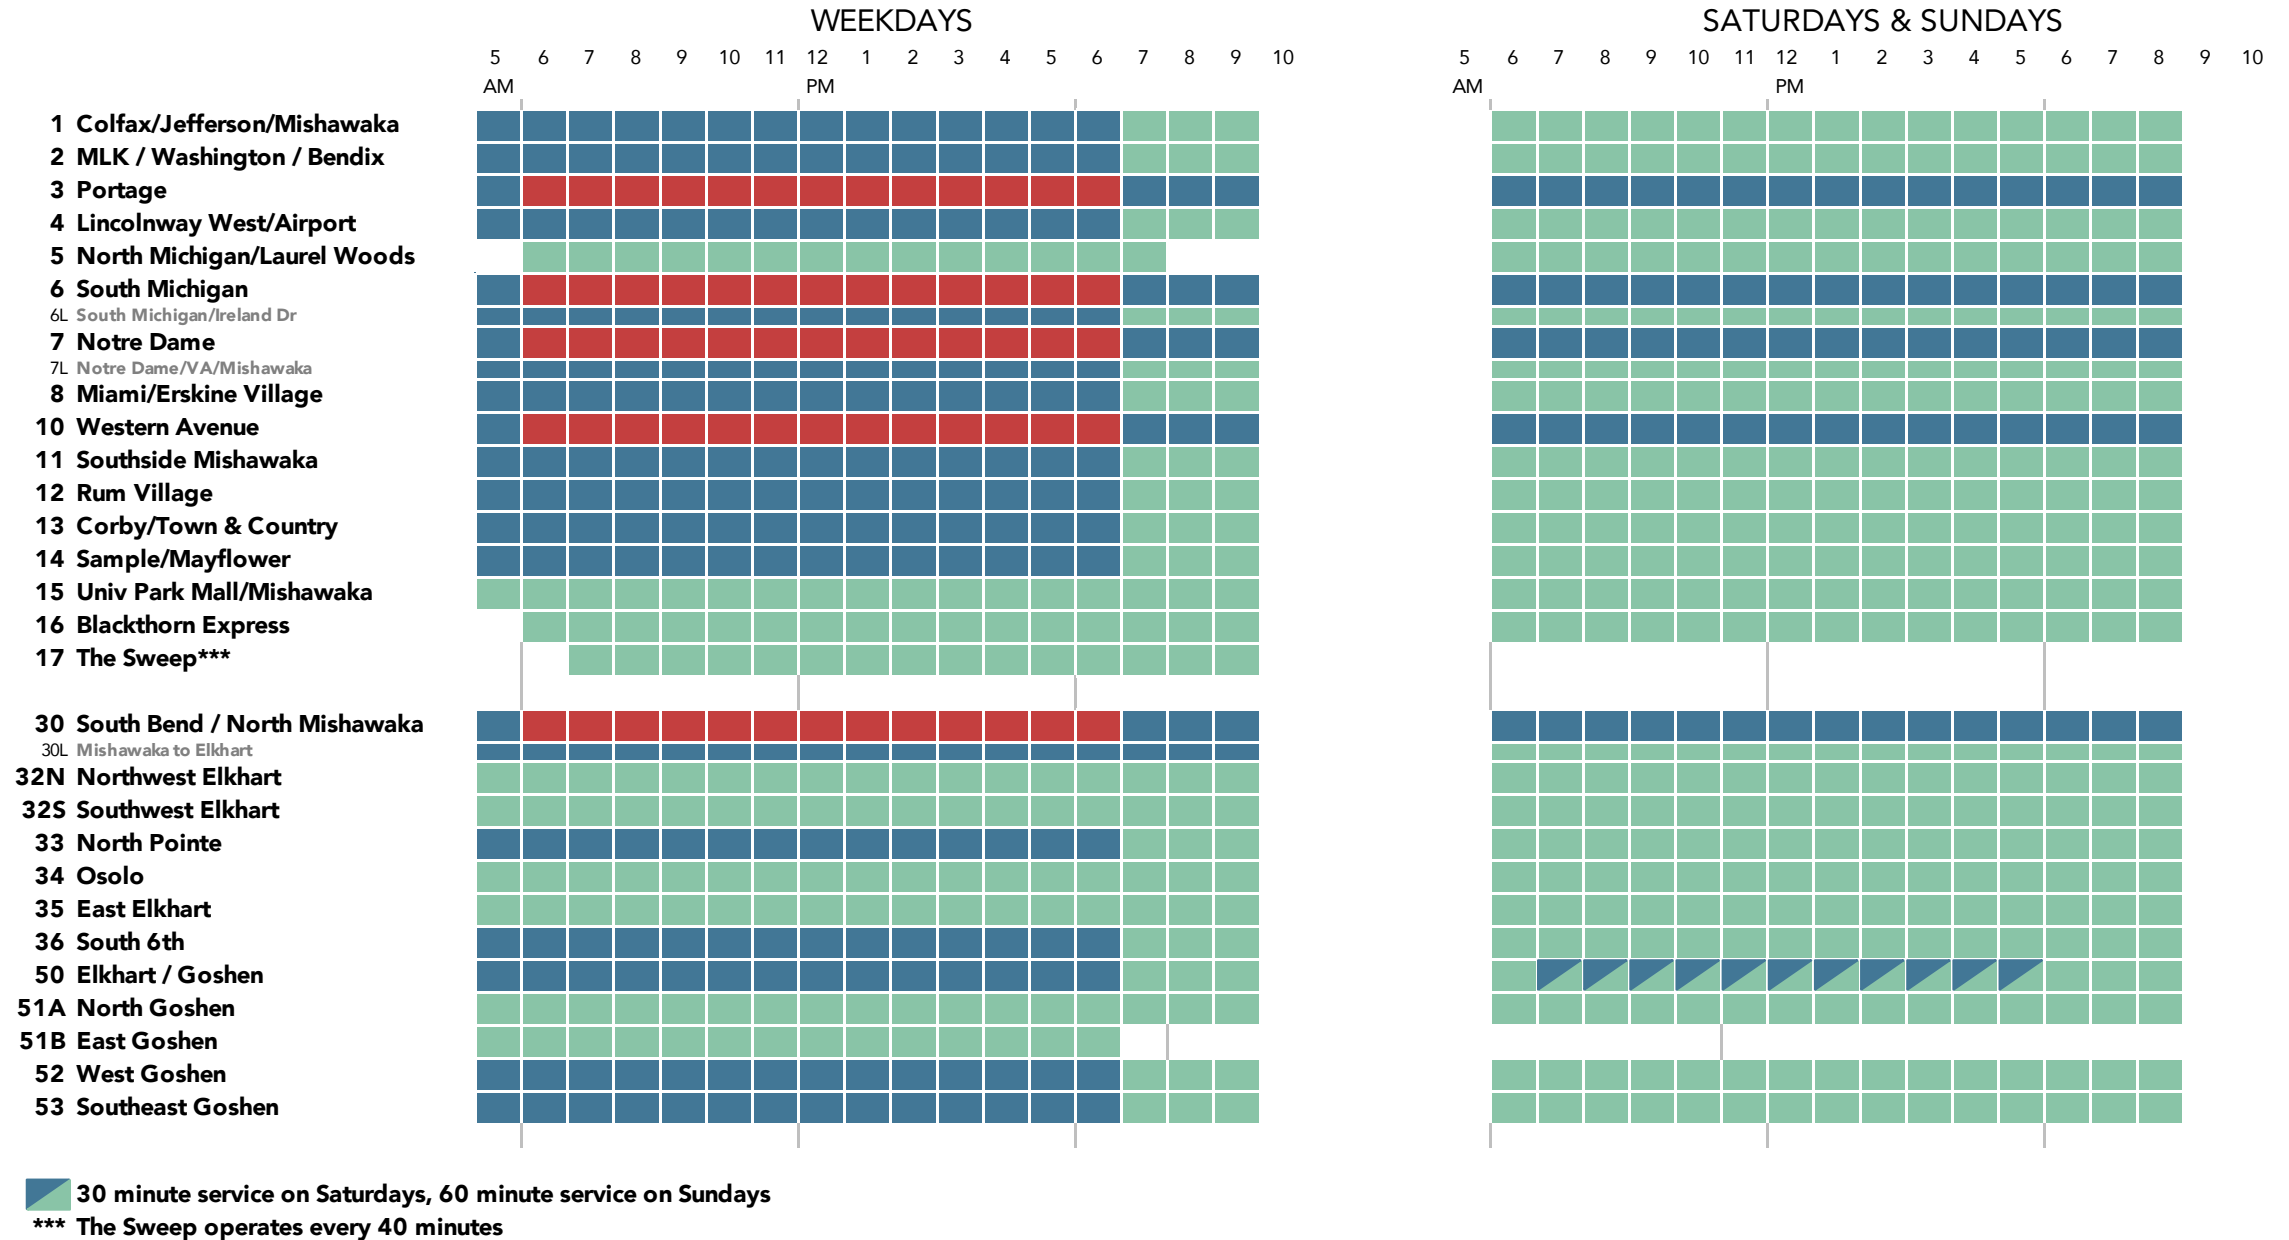 WEEKDAYS SATURDAYS & SUNDAYS
5 6 7 8 9 10 11 12 1 2 3 4 5 6 7 8 9 10 5 6 7 8 9 10 11 12 1 2 3 4 5 6 7 8 9 10
AM PM AM PM
1 Colfax/Jefferson/Mishawaka
2 MLK / Washington / Bendix
3 Portage
4 Lincolnway West/Airport
5 North Michigan/Laurel Woods
6 South Michigan
6L South Michigan/Ireland Dr
7 Notre Dame
7L Notre Dame/VA/Mishawaka
8 Miami/Erskine Village
10 Western Avenue
11 Southside Mishawaka
12 Rum Village
13 Corby/Town & Country
14 Sample/Mayflower
15 Univ Park Mall/Mishawaka
16 Blackthorn Express
17 The Sweep***
30 South Bend / North Mishawaka
30L Mishawaka to Elkhart
32N Northwest Elkhart
32S Southwest Elkhart
33 North Pointe
34 Osolo
35 East Elkhart
36 South 6th
50 Elkhart / Goshen
51A North Goshen
51B East Goshen
52 West Goshen
53 Southeast Goshen
30 minute service on Saturdays, 60 minute service on Sundays
*** The Sweep operates every 40 minutes